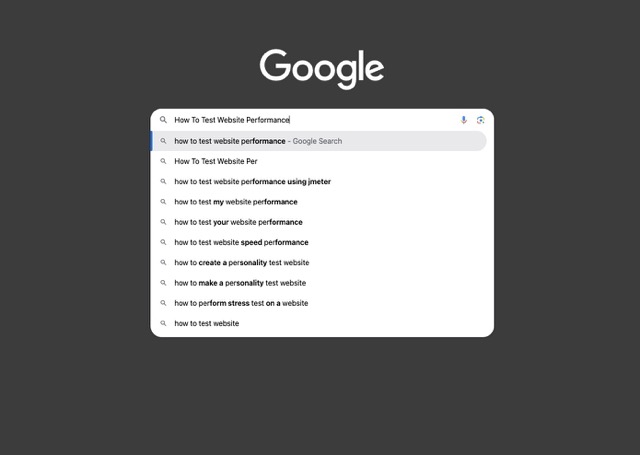 Google
How To Test Website Performance
how to test website performance - Google Search
How To Test Website Per
how to test website performance using jmeter
how to test my website performance
how to test your website performance
how to test website speed performance
how to create a personality test website
how to make a personality test website
how to perform stress test on a website
how to test website